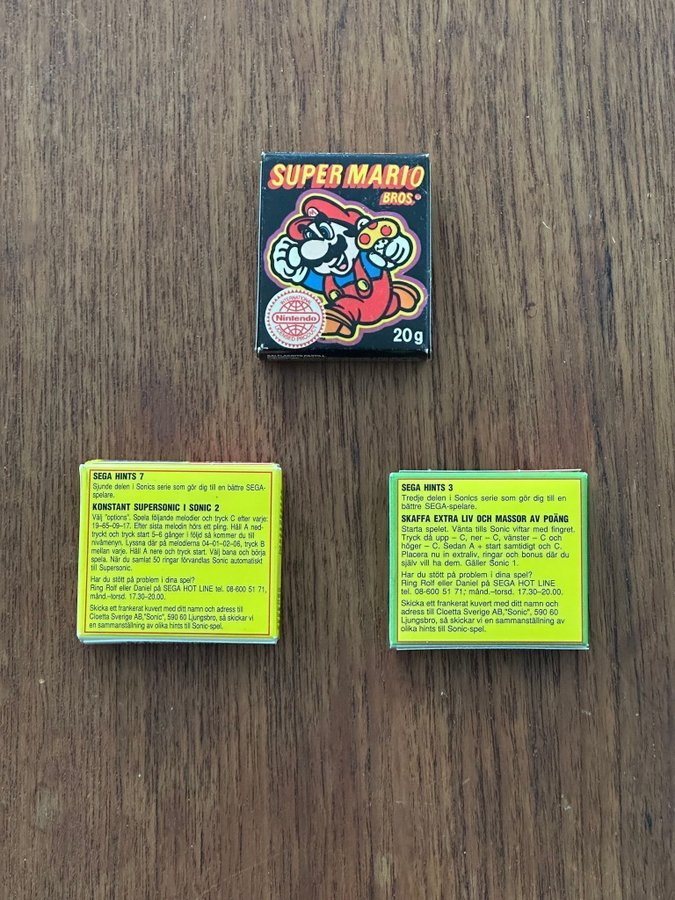 SUPER MARIO
BROS.®
INTERNATIONAL
Nintendo
LICENSED PRODUCT
20 g
SEGA HINTS 7
Sjunde delen i Sonics serie som gör dig till en bättre SEGA-
spelare.
KONSTANT SUPERSONIC I SONIC 2
Välj "options". Spela följande melodier och tryck C efter varje:
19–65–09–17. Efter sista melodin hörs ett pling. Håll A ned-
tryckt och tryck start 5–6 gånger i följd så kommer du till
nivåmenyn. Lyssna där på melodierna 04–01–02–06, tryck B
mellan varje. Håll A nere och tryck start. Välj bana och börja
spela. När du samlat 50 ringar förvandlas Sonic automatiskt
till Supersonic.
Har du stött på problem i dina spel?
Ring Rolf eller Daniel på SEGA HOT LINE tel. 08-600 51 71,
månd.–torsd. 17.30–20.00.
Skicka ett frankerat kuvert med ditt namn och adress till
Cloetta Sverige AB,"Sonic", 590 60 Ljungsbro, så skickar vi
en sammanställning av olika hints till Sonic-spel.
SEGA HINTS 3
Tredje delen i Sonics serie som gör dig till en bättre
SEGA-spelare.
SKAFFA EXTRA LIV OCH MASSOR AV POÄNG
Starta spelet. Vänta tills Sonic viftar med fingret.
Tryck då upp – C, ner – C, vänster – C och
höger – C. Sedan A + start samtidigt och C.
Placera nu in extraliv, ringar och bonus där du
själv vill ha dem. Gäller Sonic 1.
Har du stött på problem i dina spel?
Ring Rolf eller Daniel på SEGA HOT LINE
tel. 08-600 51 71, månd.–torsd. 17.30–20.00.
Skicka ett frankerat kuvert med ditt namn och
adress till Cloetta Sverige AB,"Sonic", 590 60
Ljungsbro, så skickar vi en sammanställning av
olika hints till Sonic-spel.